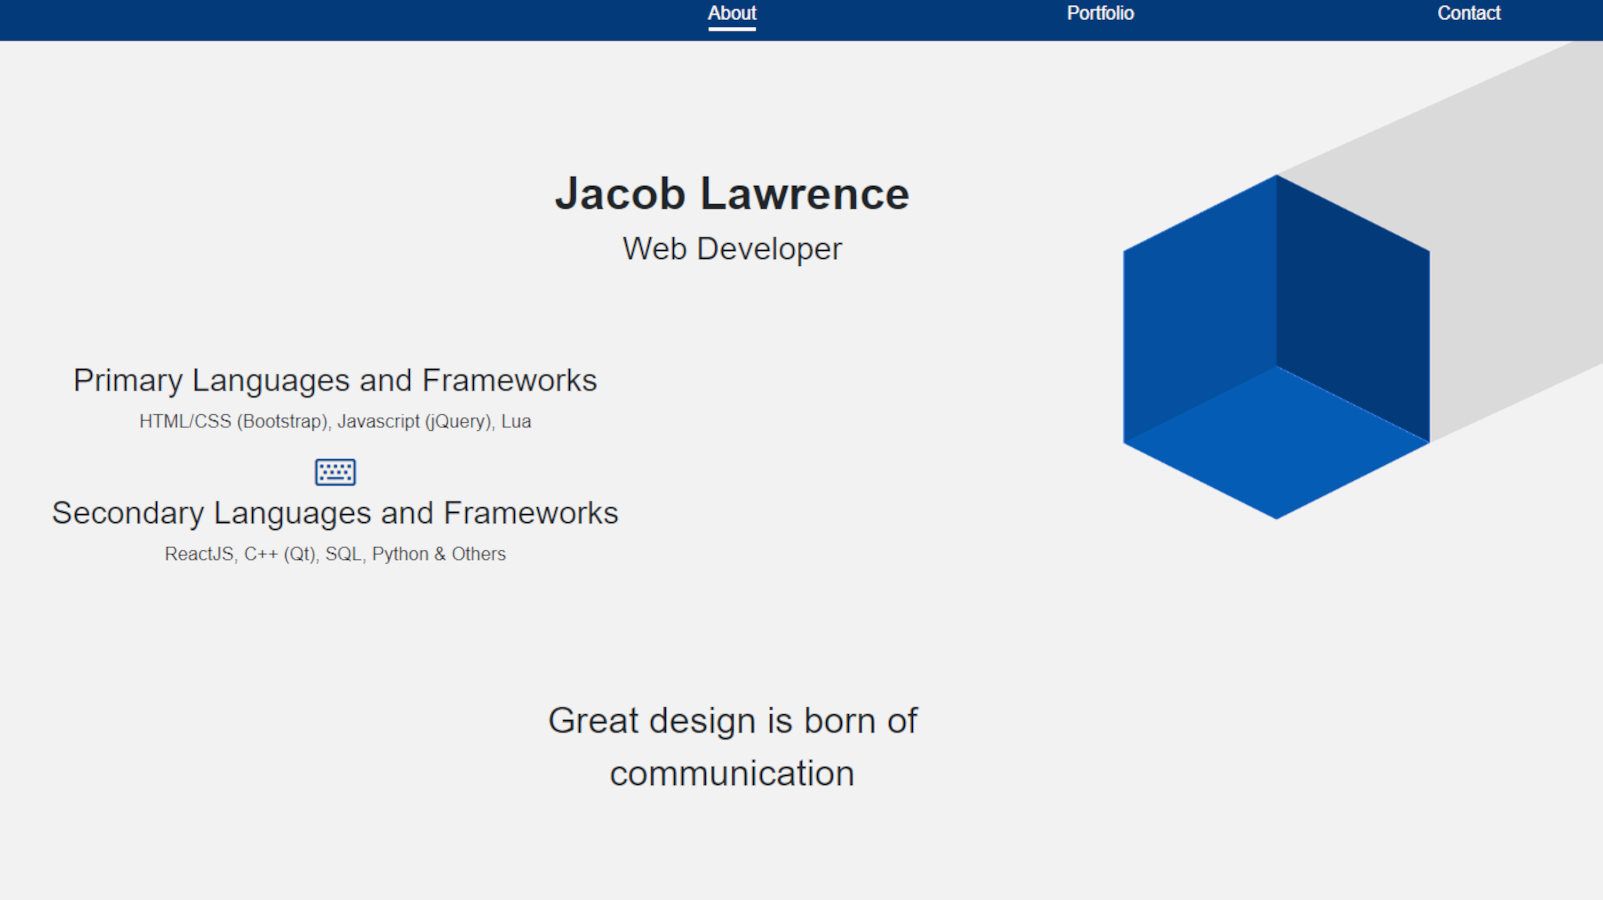 About
Portfolio
Contact
Jacob Lawrence
Web Developer
Primary Languages and Frameworks
HTML/CSS (Bootstrap), Javascript (jQuery), Lua
Secondary Languages and Frameworks
ReactJS, C++ (Qt), SQL, Python & Others
Great design is born of
communication